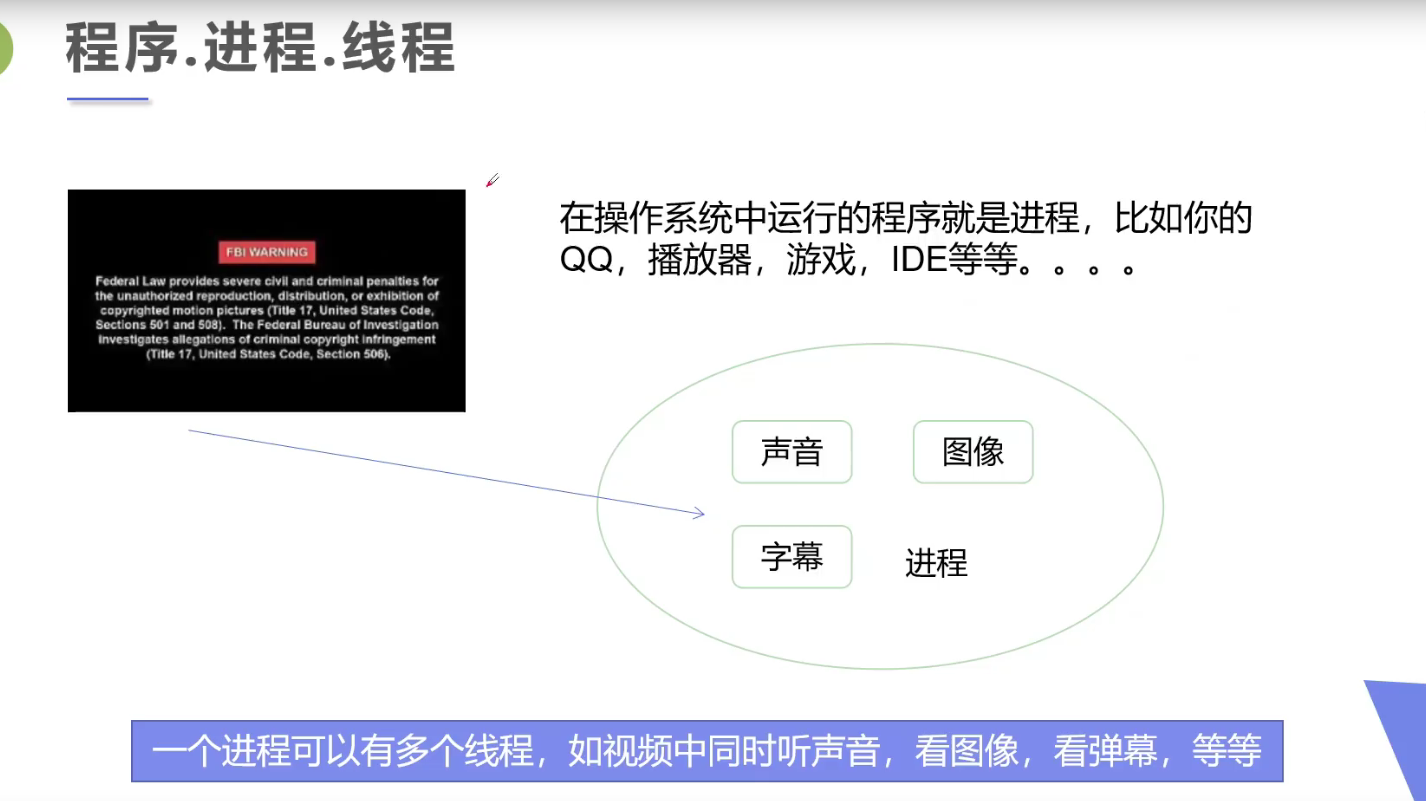 程序.进程.线程
FBI WARNING
Federal Law provides severe civil and criminal penalties for
the unauthorized reproduction, distribution, or exhibition of
copyrighted motion pictures (Title 17, United States Code,
Sections 501 and 508). The Federal Bureau of Investigation
investigates allegations of criminal copyright infringement
(Title 17, United States Code, Section 506).
在操作系统中运行的程序就是进程，比如你的
QQ，播放器，游戏，IDE等等。。。。
声音
图像
字幕
进程
一个进程可以有多个线程，如视频中同时听声音，看图像，看弹幕，等等